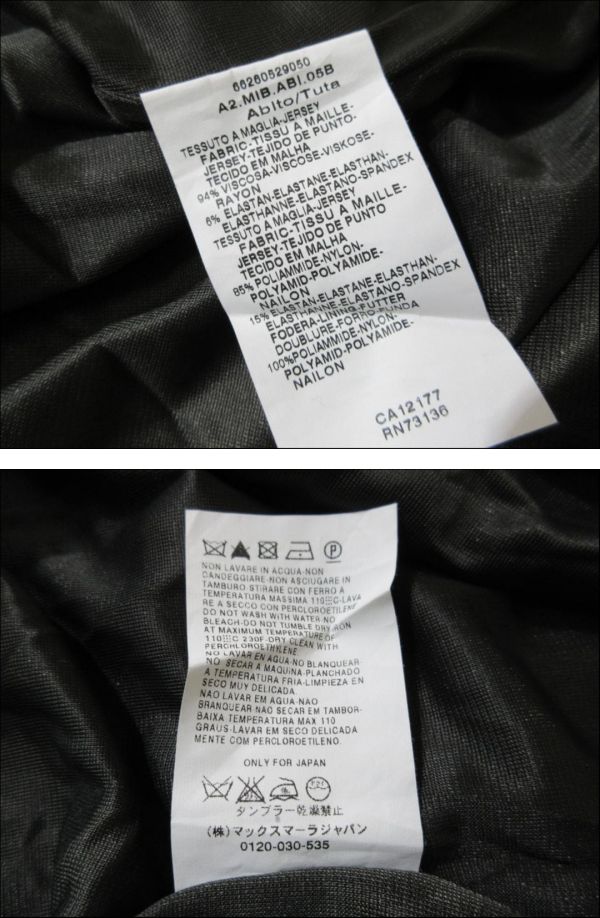 66260529050
A2.MIB.ABI.05B
Abito/Tuta
TESSUTO A MAGLIA-JERSEY
FABRIC-TISSU A MAILLE-
JERSEY-TEJIDO DE PUNTO-
TECIDO EM MALHA
94% VISCOSA-VISCOSE-VISKOSE-
RAYON
6% ELASTAN-ELASTANE-ELASTHAN-
ELASTHANNE-ELASTANO-SPANDEX
TESSUTO A MAGLIA-JERSEY
FABRIC-TISSU A MAILLE-
JERSEY-TEJIDO DE PUNTO
TECIDO EM MALHA
85% POLIAMMIDE-NYLON-
POLYAMID-POLYAMIDE-
NAILON
15% ELASTAN-ELASTANE-ELASTHAN-
ELASTHANNE-ELASTANO-SPANDEX
FODERA-LINING-FUTTER
DOUBLURE-FORRO-FUNDA
100%POLIAMMIDE-NYLON-
POLYAMID-POLYAMIDE-
NAILON
CA12177
RN73136
P
NON LAVARE IN ACQUA-NON
CANDEGGIARE-NON ASCIUGARE IN
TAMBURO-STIRARE CON FERRO A
TEMPERATURA MASSIMA 110 C-LAVA
RE A SECCO CON PERCLOROETILENE
DO NOT WASH WITH WATER-NO
BLEACH-DO NOT TUMBLE DRY-IRON
AT MAXIMUM TEMPERATURE OF
110 C 230F-DRY CLEAN WITH
PERCHLOROETHYLENE
NO LAVAR EN AGUA-NO BLANQUEAR-
NO SECAR A MAQUINA-PLANCHADO
A TEMPERATURA FRIA-LIMPIEZA EN
SECO MUY DELICADA.
NAO LAVAR EM AGUA-NAO
BRANQUEAR-NAO SECAR EM TAMBOR-
BAIXA TEMPERATURA MAX 110
GRAUS-LAVAR EM SECO DELICADA
MENTE COM PERCLOROETILENO.
ONLY FOR JAPAN
タンブラー乾燥禁止
(株)マックスマーラジャパン
0120-030-535